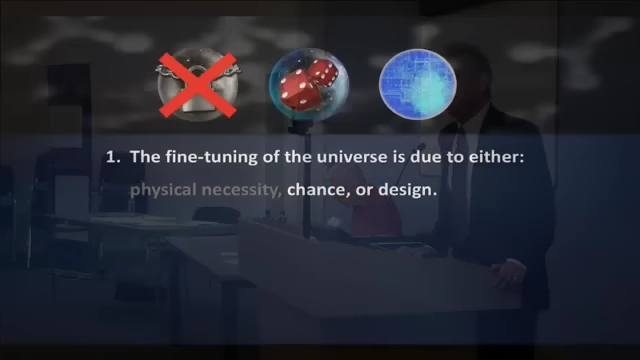 1. The fine-tuning of the universe is due to either:
physical necessity, chance, or design.